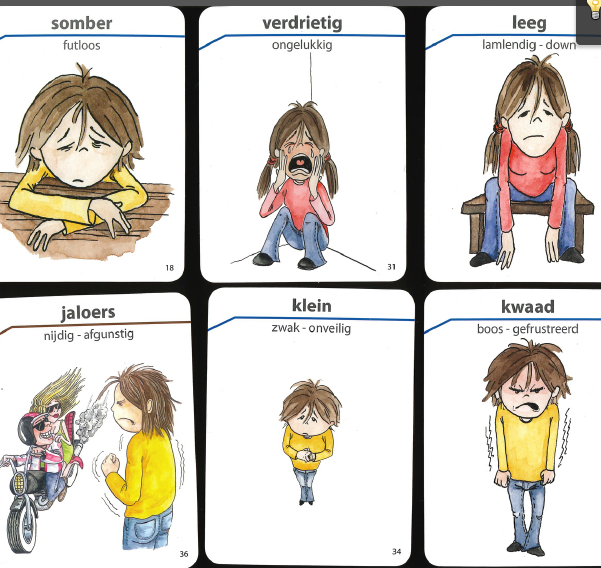 somber
futloos
18
verdrietig
ongelukkig
31
leeg
lamlendig - down
jaloers
nijdig - afgunstig
36
klein
zwak - onveilig
34
kwaad
boos - gefrustreerd